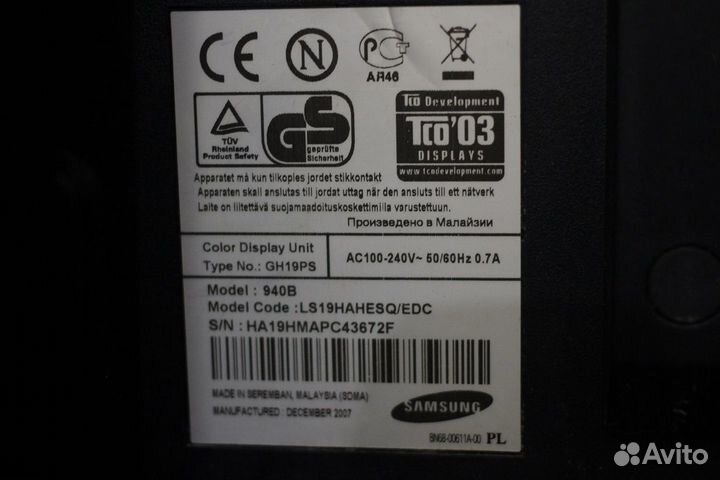 CE N PCT
АЯ46
TÜV
Rheinland
Product Safety
GS
geprüfte
Sicherheit
TCO Development
TCO'03
DISPLAYS
www.tcodevelopment.com
Apparatet må kun tilkoples jordet stikkontakt
Apparaten skall anslutas till jordat uttag när den ansluts till ett nätverk
Laite on liitettävä suojamaadoituskoskettimilla varustettuun.
Произведено в Малайзии
Color Display Unit
Type No.: GH19PS
AC100-240V~ 50/60Hz 0.7A
Model : 940B
Model Code : LS19HAHESQ/EDC
S/N : HA19HMAPC43672F
MADE IN SEREMBAN, MALAYSIA (SDMA)
MANUFACTURED : DECEMBER 2007
SAMSUNG
BN68-00611A-00 PL
Avito